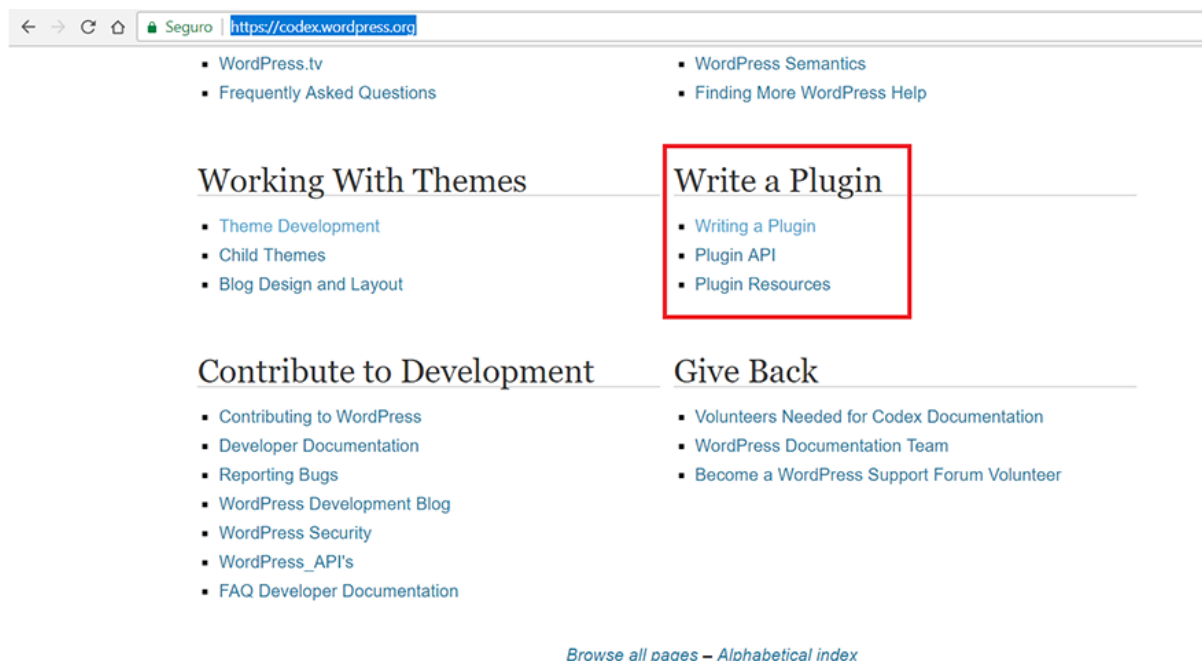 Seguro | https://codex.wordpress.org
WordPress.tv
Frequently Asked Questions
WordPress Semantics
Finding More WordPress Help
Working With Themes
Theme Development
Child Themes
Blog Design and Layout
Write a Plugin
Writing a Plugin
Plugin API
Plugin Resources
Contribute to Development
Contributing to WordPress
Developer Documentation
Reporting Bugs
WordPress Development Blog
WordPress Security
WordPress_API's
FAQ Developer Documentation
Give Back
Volunteers Needed for Codex Documentation
WordPress Documentation Team
Become a WordPress Support Forum Volunteer
Browse all pages – Alphabetical index